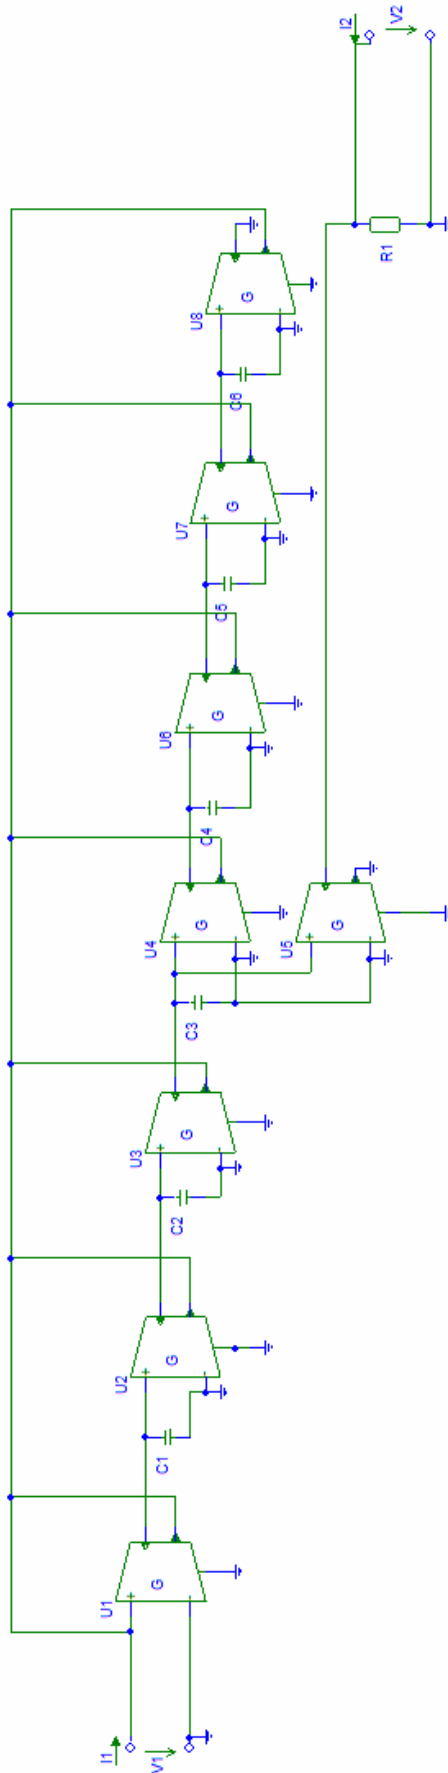 I1
V1
U1
+
-
G
C1
U2
+
-
G
C2
U3
+
-
G
C3
U4
+
-
G
U5
+
-
G
C4
U6
+
-
G
C5
U7
+
-
G
C6
U8
+
-
G
R1
I2
V2